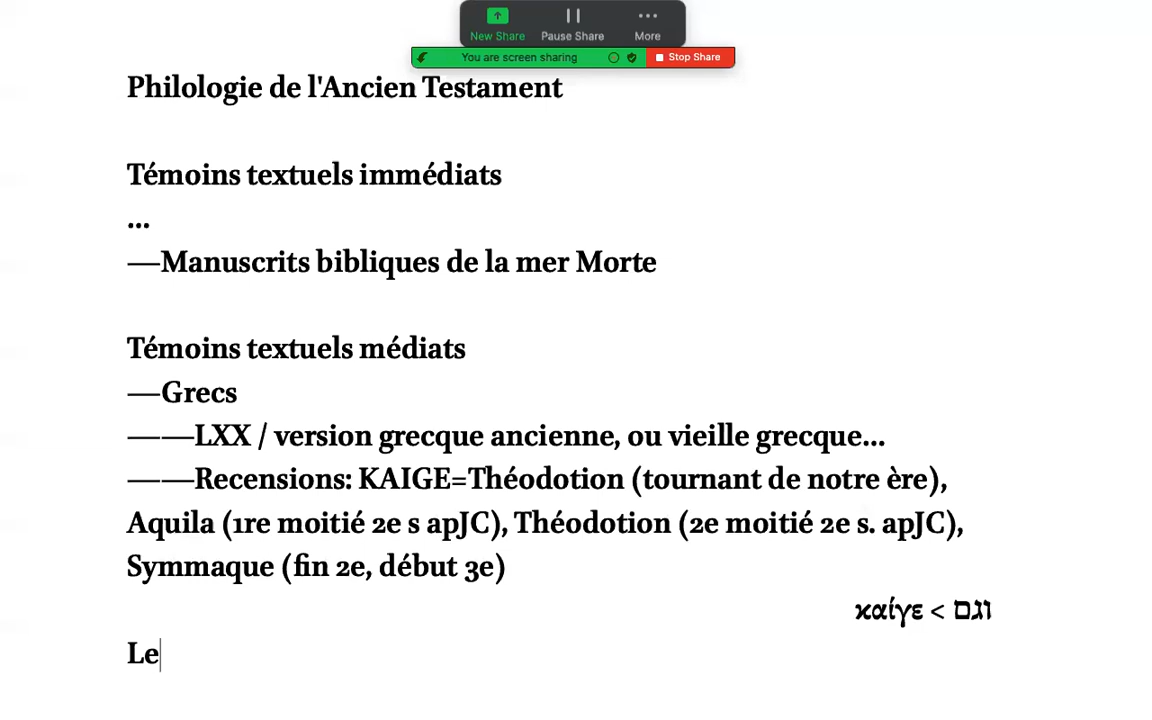 New Share Pause Share More
You are screen sharing Stop Share
Philologie de l'Ancien Testament
Témoins textuels immédiats
...
—Manuscrits bibliques de la mer Morte
Témoins textuels médiats
—Grecs
——LXX / version grecque ancienne, ou vieille grecque...
——Recensions: KAIGE=Théodotion (tournant de notre ère),
Aquila (1re moitié 2e s apJC), Théodotion (2e moitié 2e s. apJC),
Symmaque (fin 2e, début 3e)
καίγε < וגם
Le